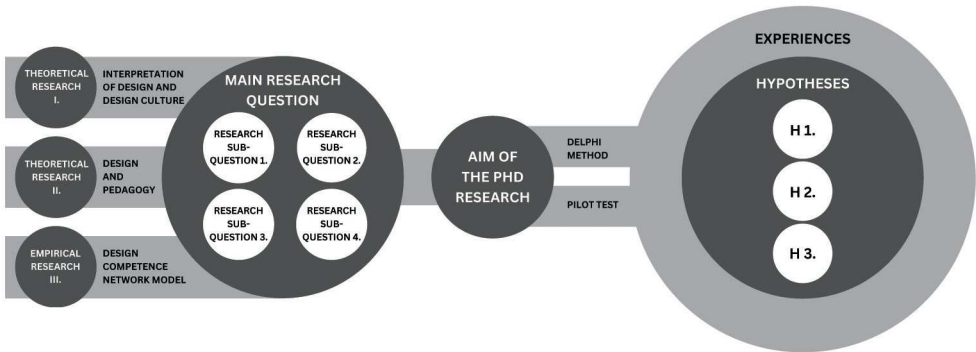 THEORETICAL
RESEARCH
I.
INTERPRETATION
OF DESIGN AND
DESIGN CULTURE
THEORETICAL
RESEARCH
II.
DESIGN
AND
PEDAGOGY
EMPIRICAL
RESEARCH
III.
DESIGN
COMPETENCE
NETWORK MODEL
MAIN RESEARCH
QUESTION
RESEARCH
SUB-
QUESTION 1.
RESEARCH
SUB-
QUESTION 2.
RESEARCH
SUB-
QUESTION 3.
RESEARCH
SUB-
QUESTION 4.
AIM OF
THE PHD
RESEARCH
DELPHI
METHOD
PILOT TEST
EXPERIENCES
HYPOTHESES
H 1.
H 2.
H 3.